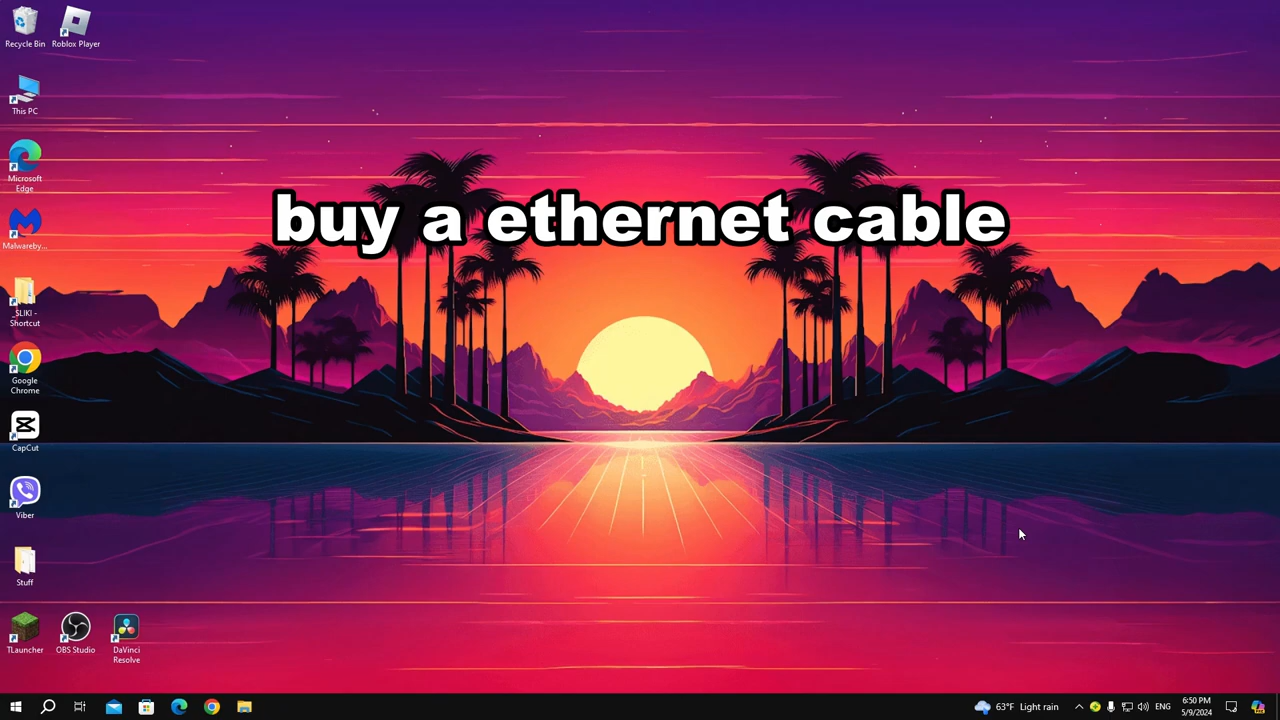 Recycle Bin
Roblox Player
This PC
Microsoft
Edge
Malwareby...
_SLIKI -
Shortcut
Google
Chrome
CapCut
Viber
Stuff
TLauncher
OBS Studio
DaVinci
Resolve
buy a ethernet cable
63°F Light rain
ENG
6:50 PM
5/9/2024